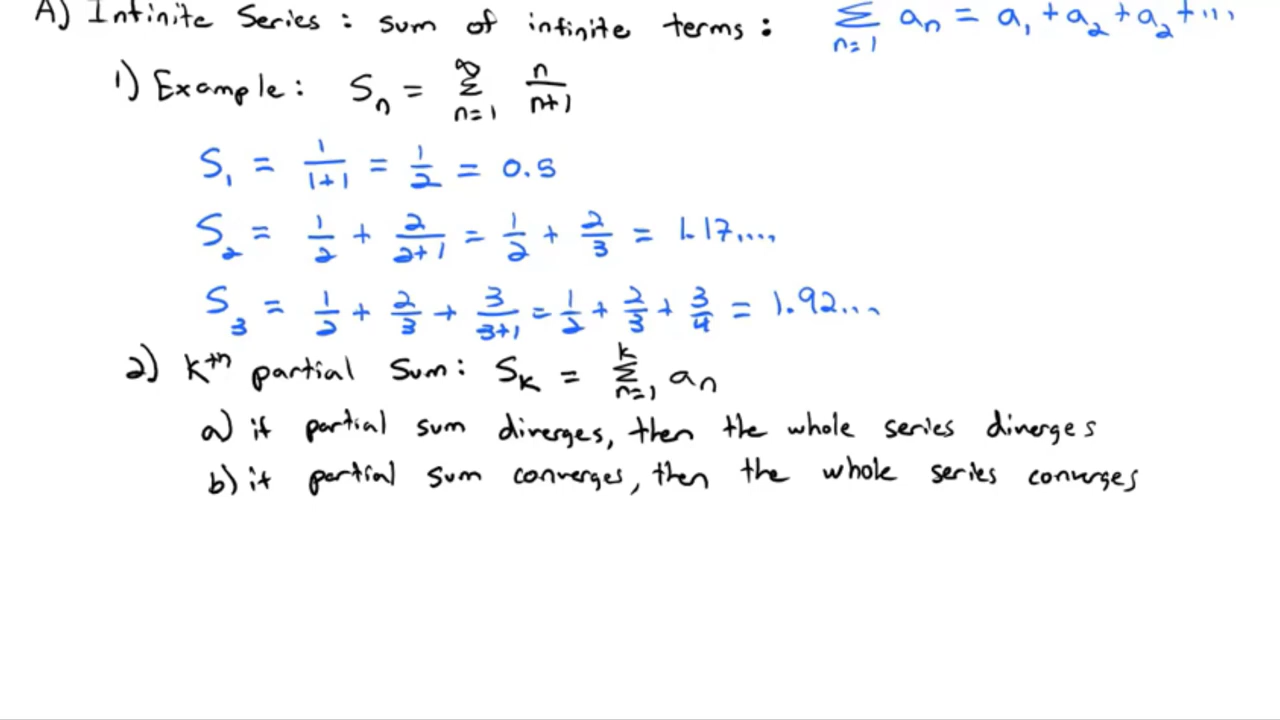 A) Infinite Series : sum of infinite terms : ∑ n=1 aₙ = a₁ + a₂ + a₂ + ...
1) Example : Sₙ = ∞ ∑ n=1 n/(n+1)
S₁ = 1/(1+1) = 1/2 = 0.5
S₂ = 1/2 + 2/(2+1) = 1/2 + 2/3 = 1.17....
S₃ = 1/2 + 2/3 + 3/(3+1) = 1/2 + 2/3 + 3/4 = 1.92...
2) Kᵗʰ partial sum : Sₖ = k ∑ n=1 aₙ
a) if partial sum diverges, then the whole series diverges
b) if partial sum converges, then the whole series converges